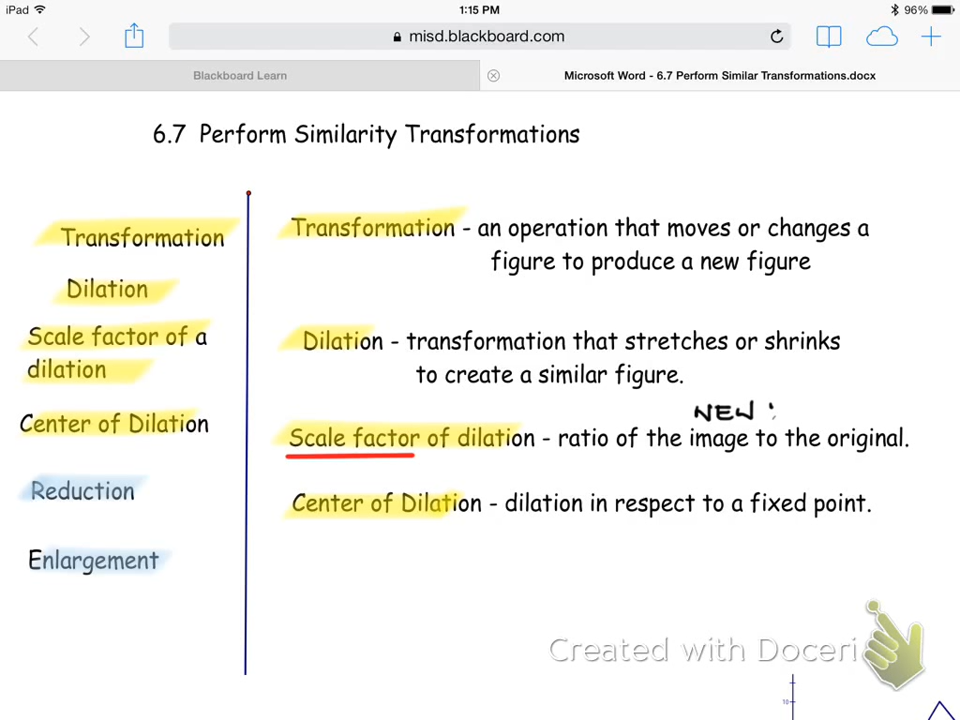 iPad
1:15 PM
96%
misd.blackboard.com
Blackboard Learn
Microsoft Word - 6.7 Perform Similar Transformations.docx
6.7 Perform Similarity Transformations
Transformation
Dilation
Scale factor of a
dilation
Center of Dilation
Reduction
Enlargement
Transformation - an operation that moves or changes a
figure to produce a new figure
Dilation - transformation that stretches or shrinks
to create a similar figure.
NEW :
Scale factor of dilation - ratio of the image to the original.
Center of Dilation - dilation in respect to a fixed point.
Created with Doceri